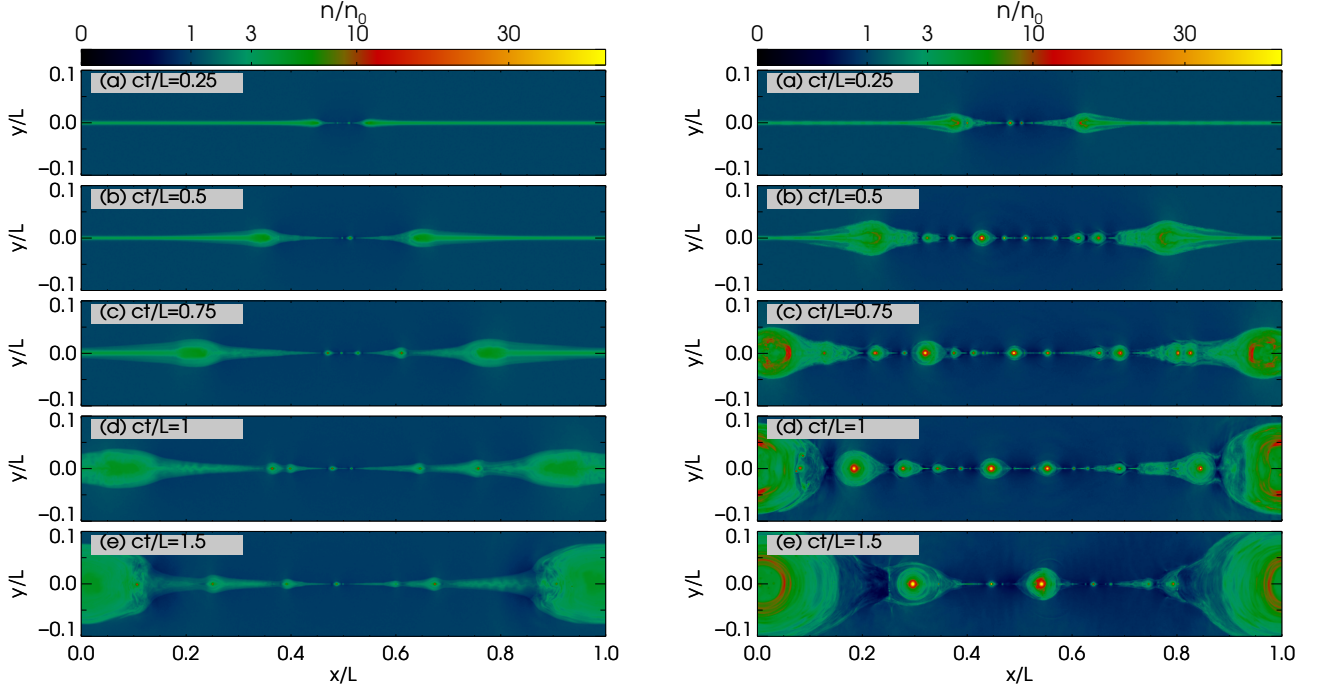 n/n0
0 1 3 10 30
(a) ct/L=0.25
0.1
0.0
−0.1
y/L
(b) ct/L=0.5
0.1
0.0
−0.1
y/L
(c) ct/L=0.75
0.1
0.0
−0.1
y/L
(d) ct/L=1
0.1
0.0
−0.1
y/L
(e) ct/L=1.5
0.1
0.0
−0.1
y/L
0.0 0.2 0.4 0.6 0.8 1.0
x/L
n/n0
0 1 3 10 30
(a) ct/L=0.25
0.1
0.0
−0.1
y/L
(b) ct/L=0.5
0.1
0.0
−0.1
y/L
(c) ct/L=0.75
0.1
0.0
−0.1
y/L
(d) ct/L=1
0.1
0.0
−0.1
y/L
(e) ct/L=1.5
0.1
0.0
−0.1
y/L
0.0 0.2 0.4 0.6 0.8 1.0
x/L